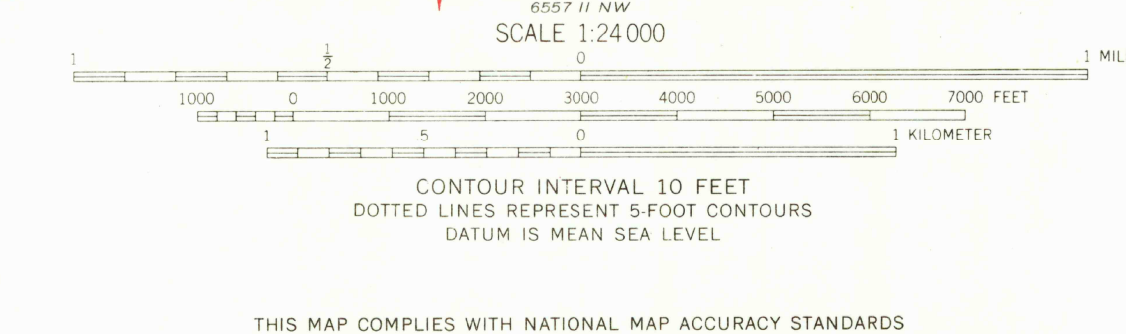 6557 II NW
SCALE 1:24 000
1 1/2 0 1 MIL
1000 0 1000 2000 3000 4000 5000 6000 7000 FEET
1 5 0 1 KILOMETER
CONTOUR INTERVAL 10 FEET
DOTTED LINES REPRESENT 5-FOOT CONTOURS
DATUM IS MEAN SEA LEVEL
THIS MAP COMPLIES WITH NATIONAL MAP ACCURACY STANDARDS